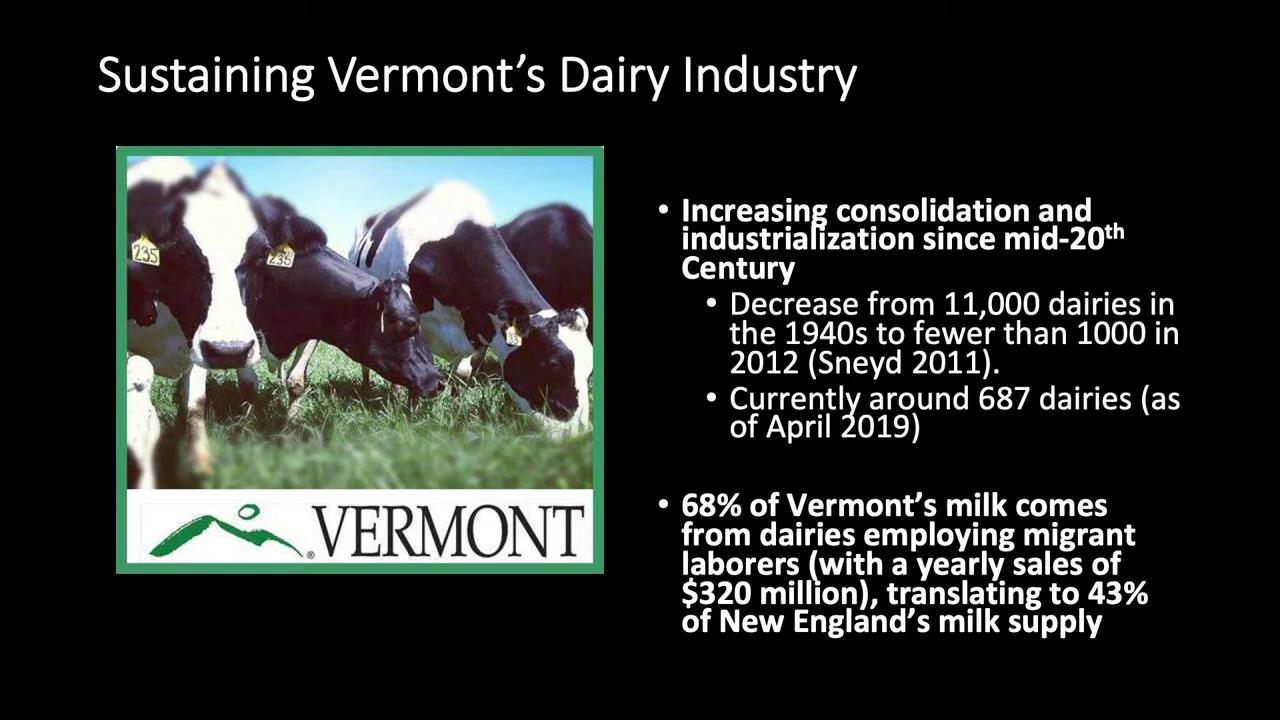 Sustaining Vermont’s Dairy Industry
235
235
VERMONT
®
• Increasing consolidation and
industrialization since mid-20th
Century
• Decrease from 11,000 dairies in
the 1940s to fewer than 1000 in
2012 (Sneyd 2011).
• Currently around 687 dairies (as
of April 2019)
• 68% of Vermont’s milk comes
from dairies employing migrant
laborers (with a yearly sales of
$320 million), translating to 43%
of New England’s milk supply